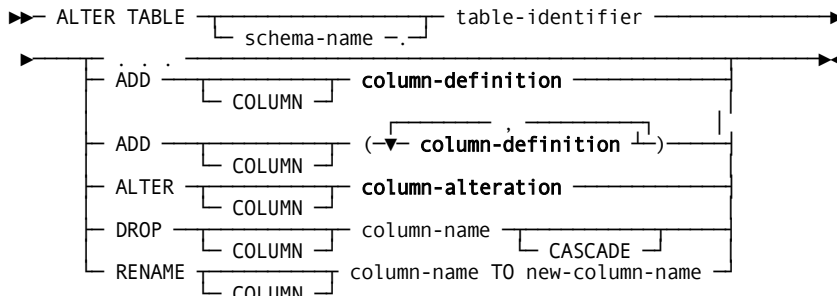 ALTER TABLE table-identifier
schema-name .
. . .
ADD column-definition
COLUMN
,
ADD ( column-definition )
COLUMN
ALTER column-alteration
COLUMN
DROP column-name
COLUMN CASCADE
RENAME column-name TO new-column-name
COLUMN